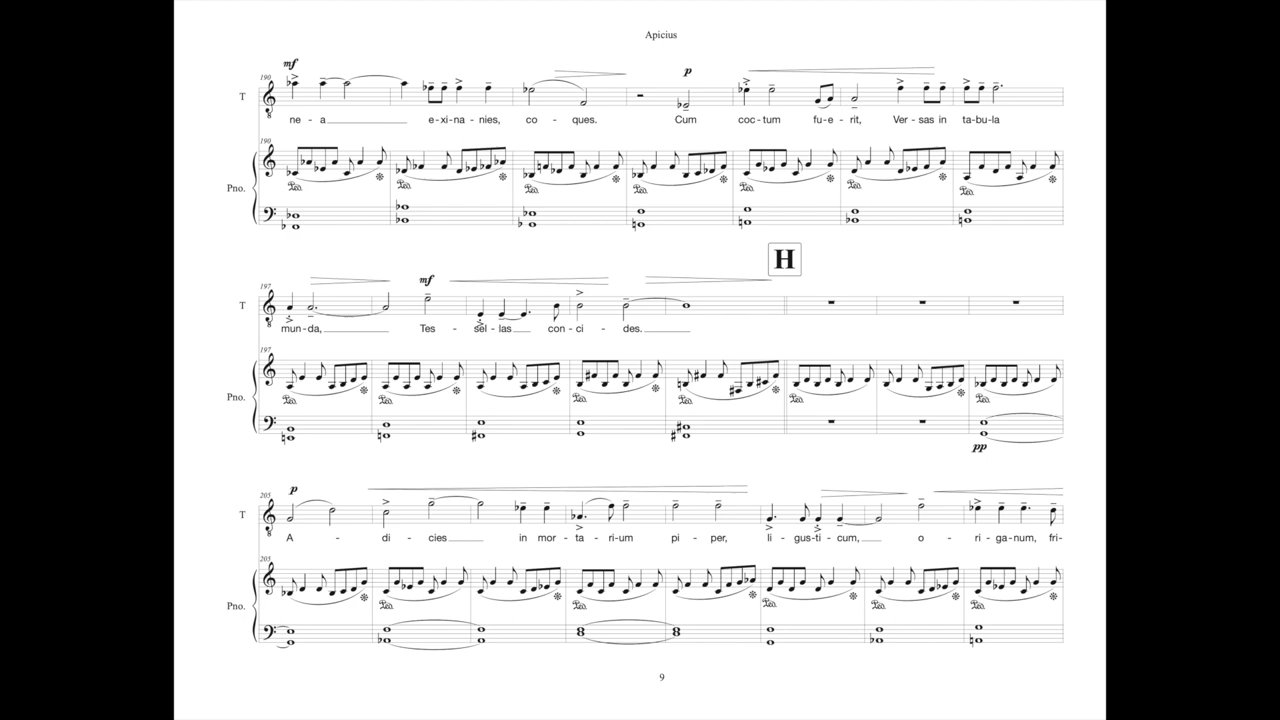 Apicius
mf p
190
T
ne - a e-xi-na-nies, co - ques. Cum coc-tum fu-e-rit, Ver-sas in ta-bu-la
190
Pno.
H
mf
197
T
mun-da, Tes - sel-las con-ci - des.
197
Pno.
pp
p
205
T
A - di - cies in mor-ta-ri-um pi-per, li-gus-ti-cum, o - ri-ga-num, fri-
205
Pno.
9